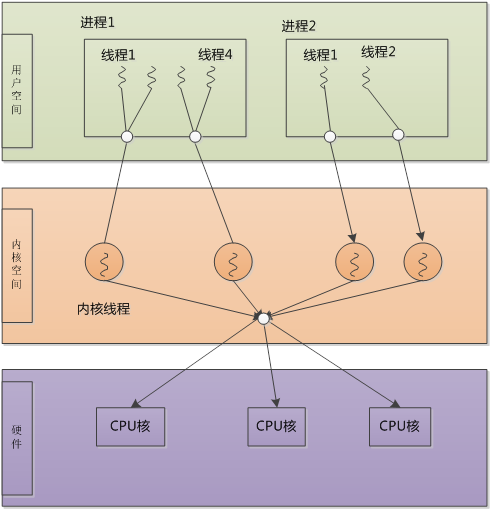 进程1
进程2
线程1
线程4
线程1
线程2
用户空间
内核空间
内核线程
硬件
CPU核
CPU核
CPU核